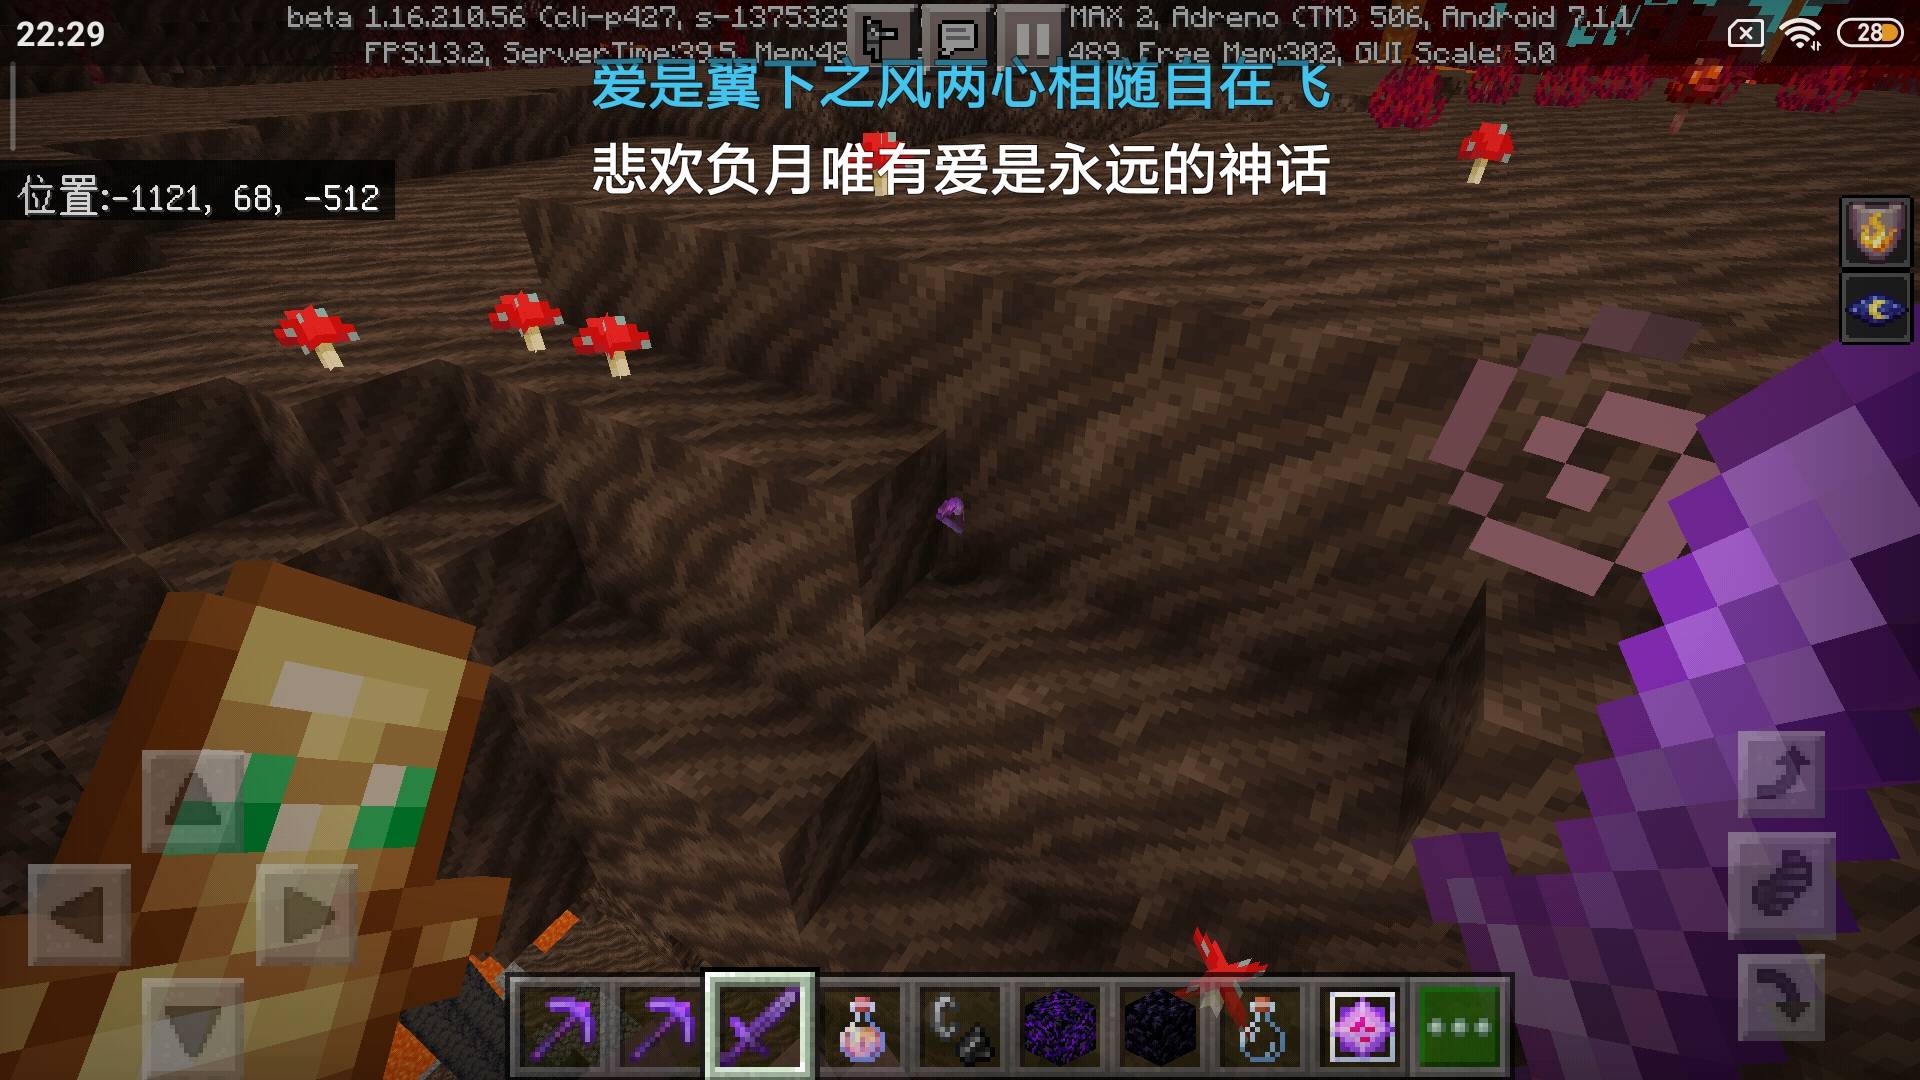 22:29
beta 1.16.210.56 (cli-p427, s-1375329
MAX 2, Adreno (TM) 506, Android 7.1.1/
28
FPS:13.2, ServerTime:39.5, Mem:48
489, Free Mem:302, GUI Scale: 5.0
爱是翼下之风两心相随自在飞
悲欢负月唯有爱是永远的神话
位置:-1121, 68, -512